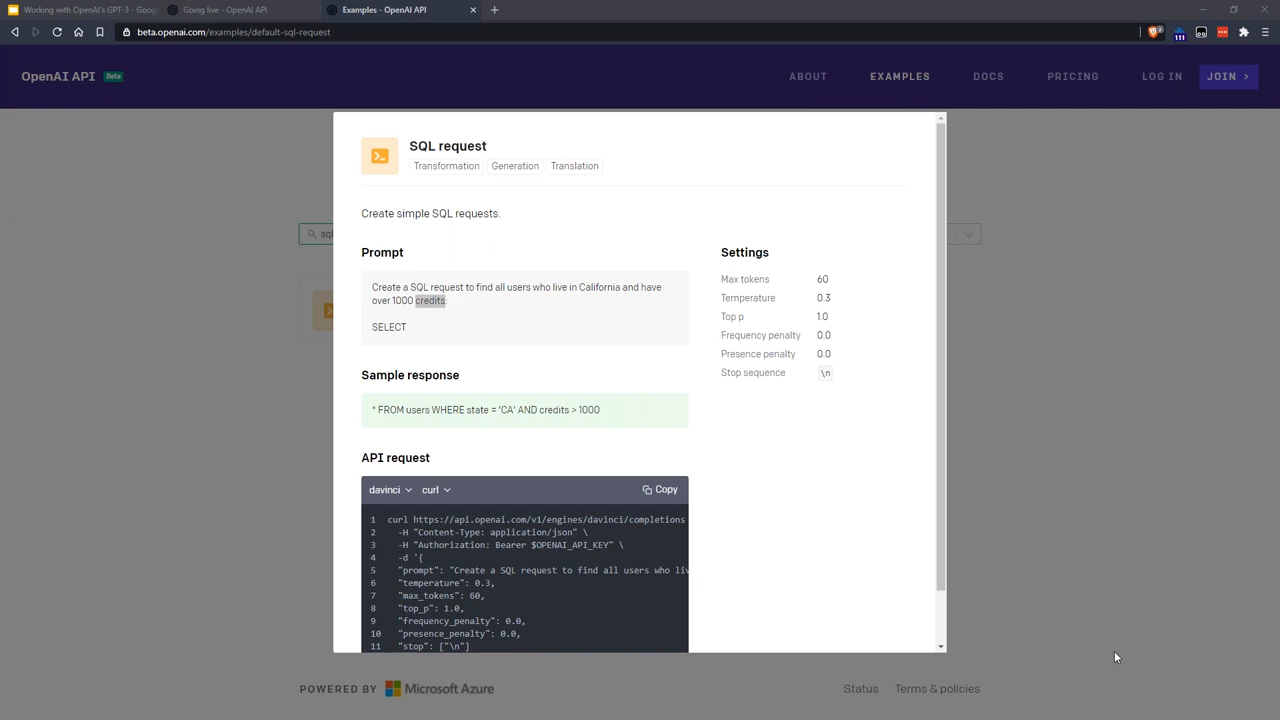 Working with OpenAI's GPT-3 - Goog
Going live - OpenAI API
Examples - OpenAI API
beta.openai.com/examples/default-sql-request
2
111
OpenAI API Beta
ABOUT
EXAMPLES
DOCS
PRICING
LOG IN
JOIN >
sql
SQL request
Transformation
Generation
Translation
Create simple SQL requests.
Prompt
Create a SQL request to find all users who live in California and have
over 1000 credits:
SELECT
Settings
Max tokens 60
Temperature 0.3
Top p 1.0
Frequency penalty 0.0
Presence penalty 0.0
Stop sequence \n
Sample response
* FROM users WHERE state = 'CA' AND credits > 1000
API request
davinci
curl
Copy
1 curl https://api.openai.com/v1/engines/davinci/completions
2 -H "Content-Type: application/json" \
3 -H "Authorization: Bearer $OPENAI_API_KEY" \
4 -d '{
5 "prompt": "Create a SQL request to find all users who liv
6 "temperature": 0.3,
7 "max_tokens": 60,
8 "top_p": 1.0,
9 "frequency_penalty": 0.0,
10 "presence_penalty": 0.0,
11 "stop": ["\n"]
POWERED BY Microsoft Azure
Status
Terms & policies